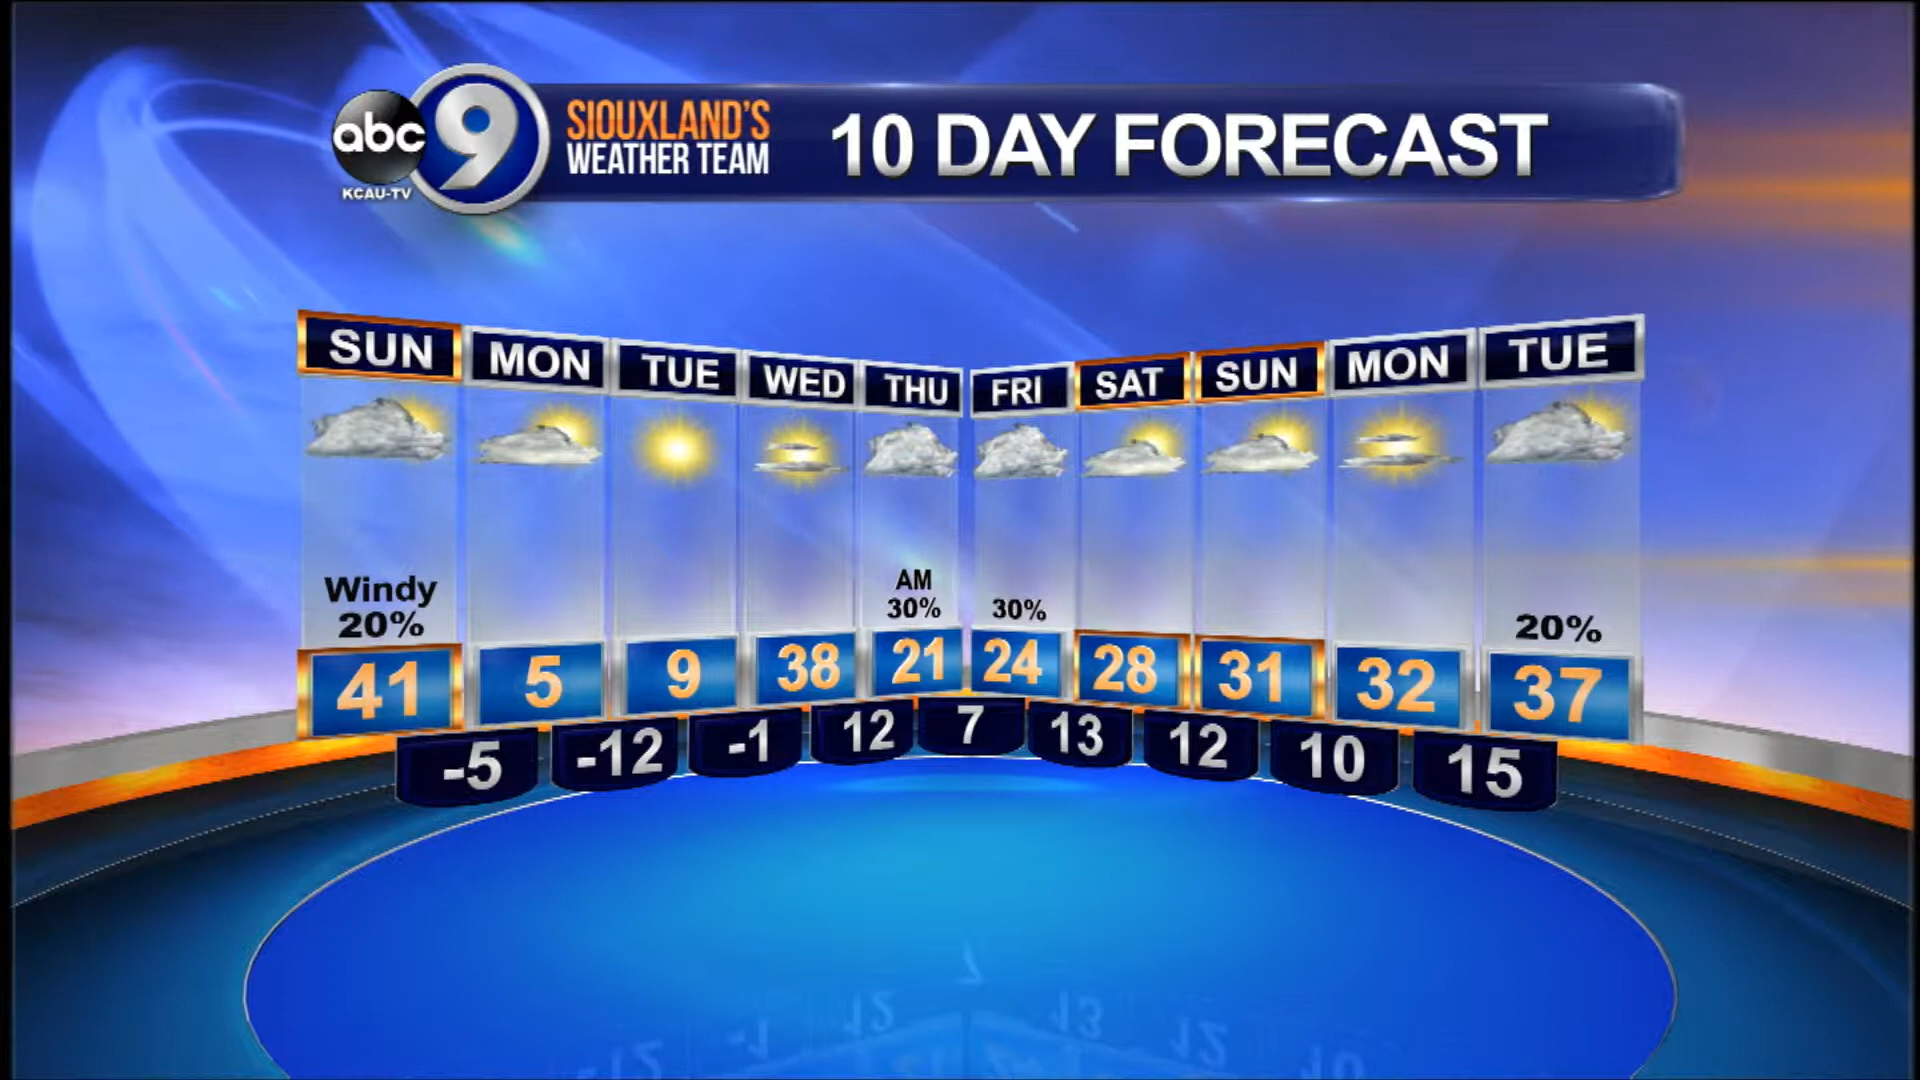 abc
9
KCAU-TV
SIOUXLAND'S
WEATHER TEAM
10 DAY FORECAST
SUN MON TUE WED THU FRI SAT SUN MON TUE
Windy
20%
AM
30%
30%
20%
41 5 9 38 21 24 28 31 32 37
-5 -12 -1 12 7 13 12 10 15